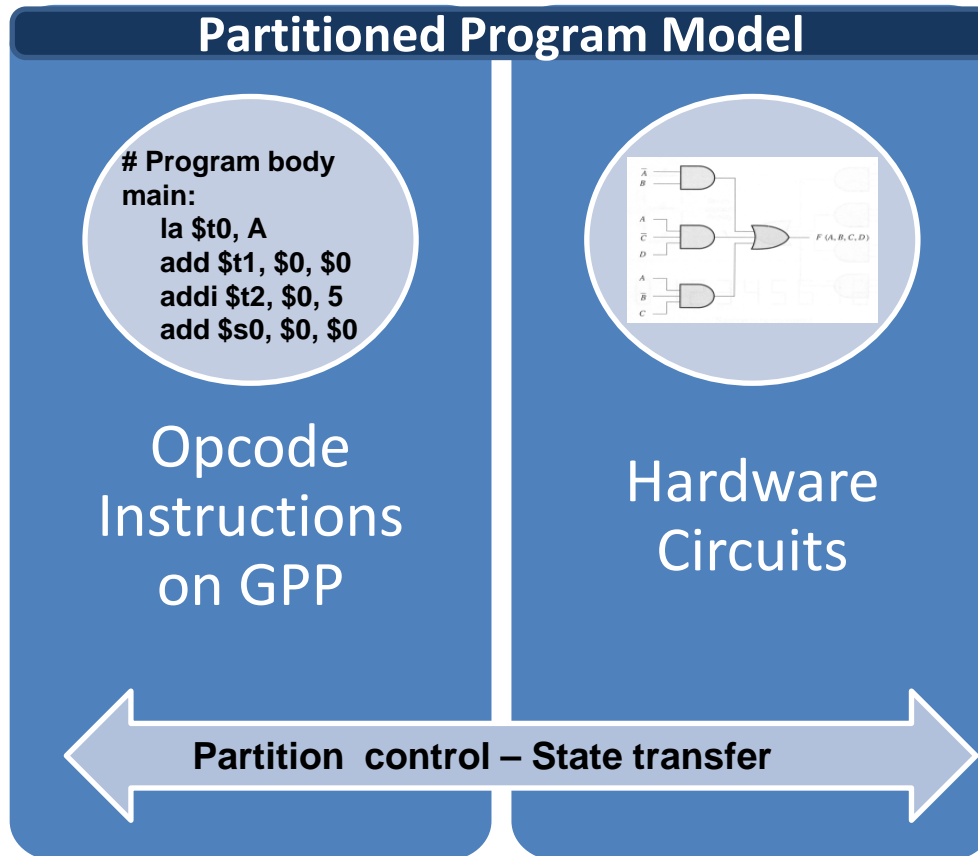 Partitioned Program Model
# Program body
main:
la $t0, A
add $t1, $0, $0
addi $t2, $0, 5
add $s0, $0, $0
A̅
B
A
C̅
D
A
B̅
C
F (A, B, C, D)
Opcode
Instructions
on GPP
Hardware
Circuits
Partition control – State transfer